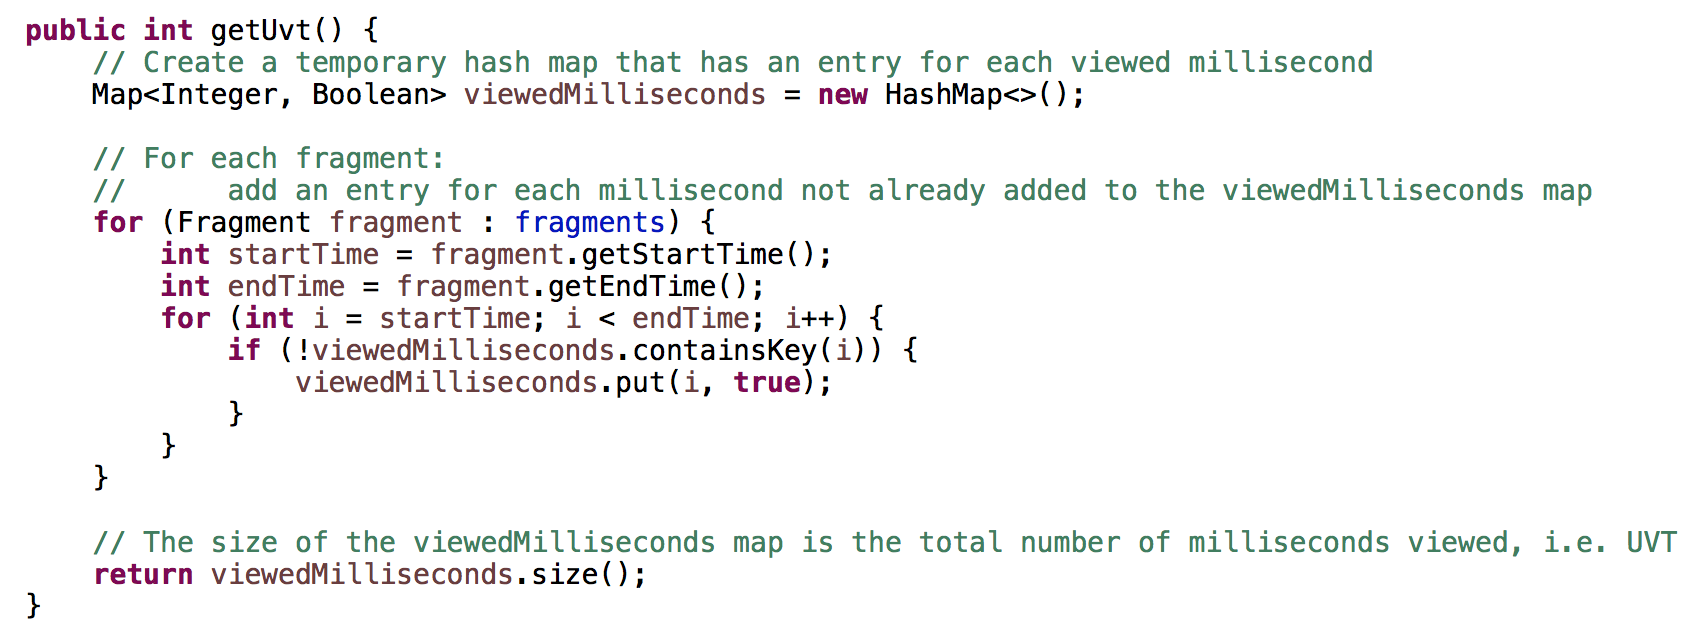 public int getUvt() {
    // Create a temporary hash map that has an entry for each viewed millisecond
    Map<Integer, Boolean> viewedMilliseconds = new HashMap<>();

    // For each fragment:
    //      add an entry for each millisecond not already added to the viewedMilliseconds map
    for (Fragment fragment : fragments) {
        int startTime = fragment.getStartTime();
        int endTime = fragment.getEndTime();
        for (int i = startTime; i < endTime; i++) {
            if (!viewedMilliseconds.containsKey(i)) {
                viewedMilliseconds.put(i, true);
            }
        }
    }

    // The size of the viewedMilliseconds map is the total number of milliseconds viewed, i.e. UVT
    return viewedMilliseconds.size();
}